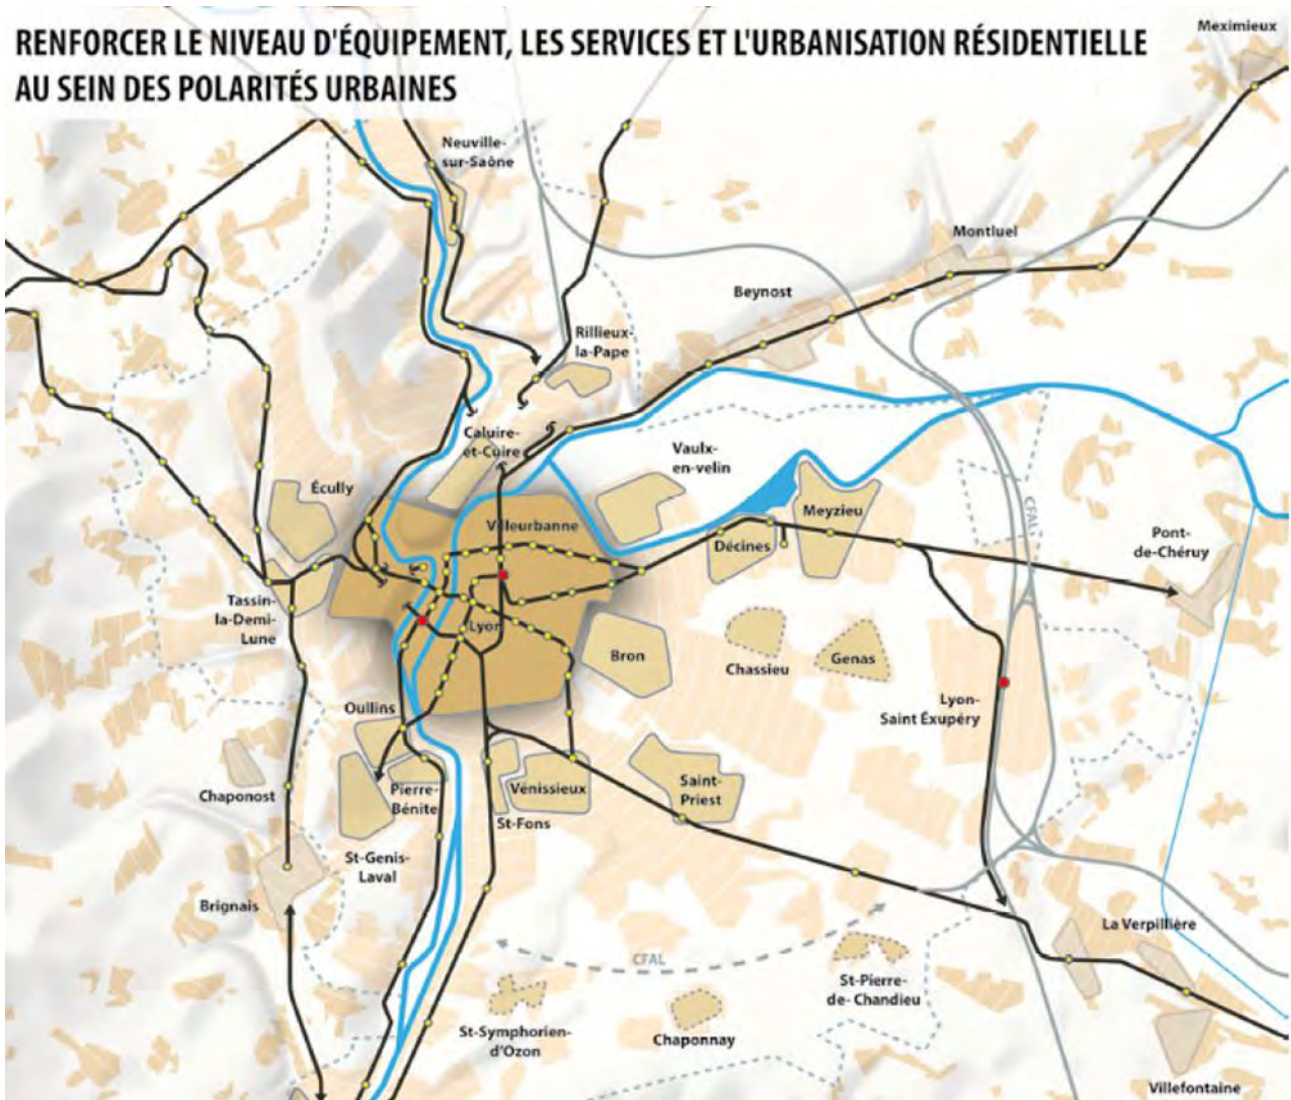 RENFORCER LE NIVEAU D'ÉQUIPEMENT, LES SERVICES ET L'URBANISATION RÉSIDENTIELLE
AU SEIN DES POLARITÉS URBAINES
Meximieux
Neuville-
sur-Saône
Montluel
Beynost
Rillieux-
la-Pape
Caluire-
et-Cuire
Vaulx-
en-velin
Écully
Villeurbanne
Meyzieu
CFAL
Décines
Pont-
de-Chéruy
Tassin-
la-Demi-
Lune
Lyon
Bron
Chassieu
Genas
Lyon-
Saint Éxupéry
Oullins
Chaponost
Pierre-
Bénite
Vénissieux
Saint-
Priest
St-Fons
St-Genis-
Laval
Brignais
La Verpillière
CFAL
St-Pierre-
de- Chandieu
St-Symphorien-
d'Ozon
Chaponnay
Villefontaine